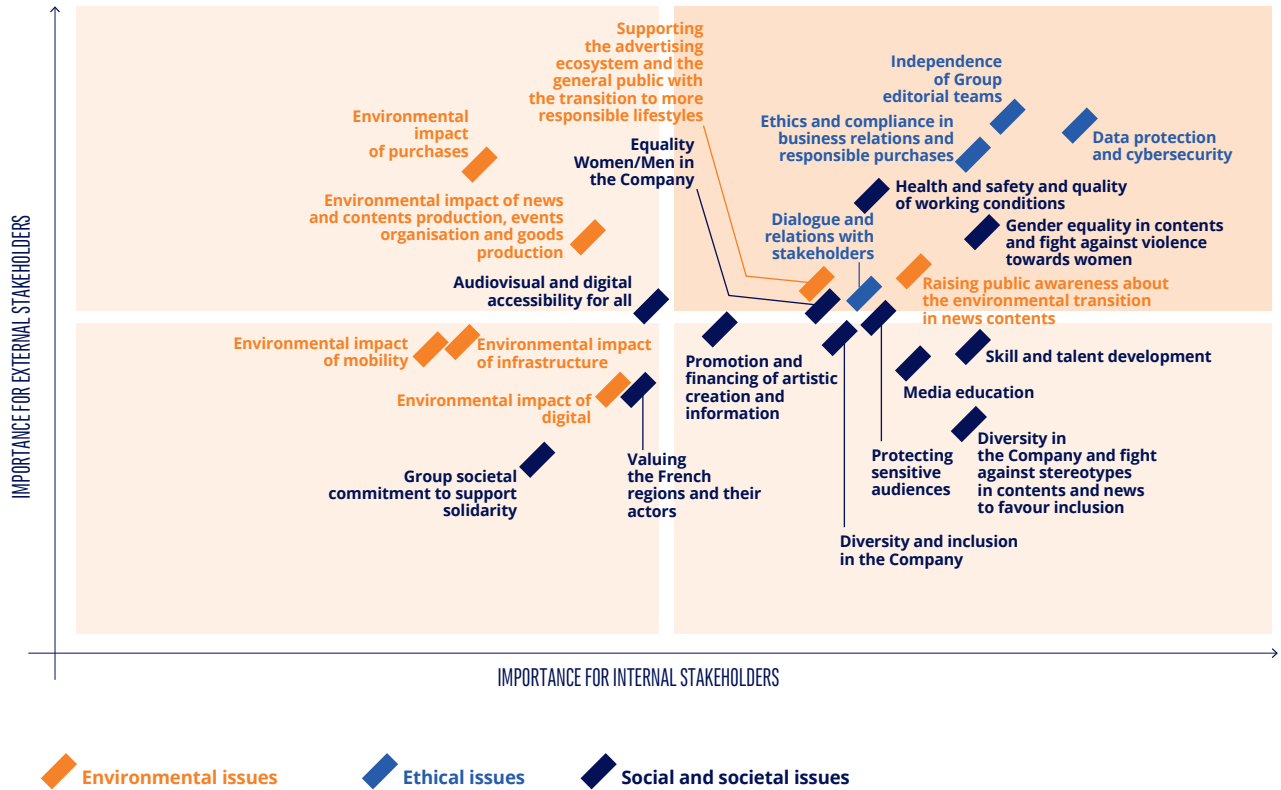 Supporting
the advertising
ecosystem and the
general public with
the transition to more
responsible lifestyles
Independence
of Group
editorial teams
Environmental
impact
of purchases
Ethics and compliance in
business relations and
responsible purchases
Data protection
and cybersecurity
Equality
Women/Men in
the Company
Health and safety and quality
of working conditions
Environmental impact of news
and contents production, events
organisation and goods
production
Dialogue and
relations with
stakeholders
Gender equality in contents
and fight against violence
towards women
Audiovisual and digital
accessibility for all
Raising public awareness about
the environmental transition
in news contents
Environmental impact
of mobility
Environmental impact
of infrastructure
Promotion and
financing of artistic
creation and
information
Skill and talent development
Media education
Environmental impact of
digital
Diversity in
the Company and fight
against stereotypes
in contents and news
to favour inclusion
Protecting
sensitive
audiences
Valuing
the French
regions and their
actors
Group societal
commitment to support
solidarity
Diversity and inclusion
in the Company
IMPORTANCE FOR EXTERNAL STAKEHOLDERS
IMPORTANCE FOR INTERNAL STAKEHOLDERS
Environmental issues
Ethical issues
Social and societal issues